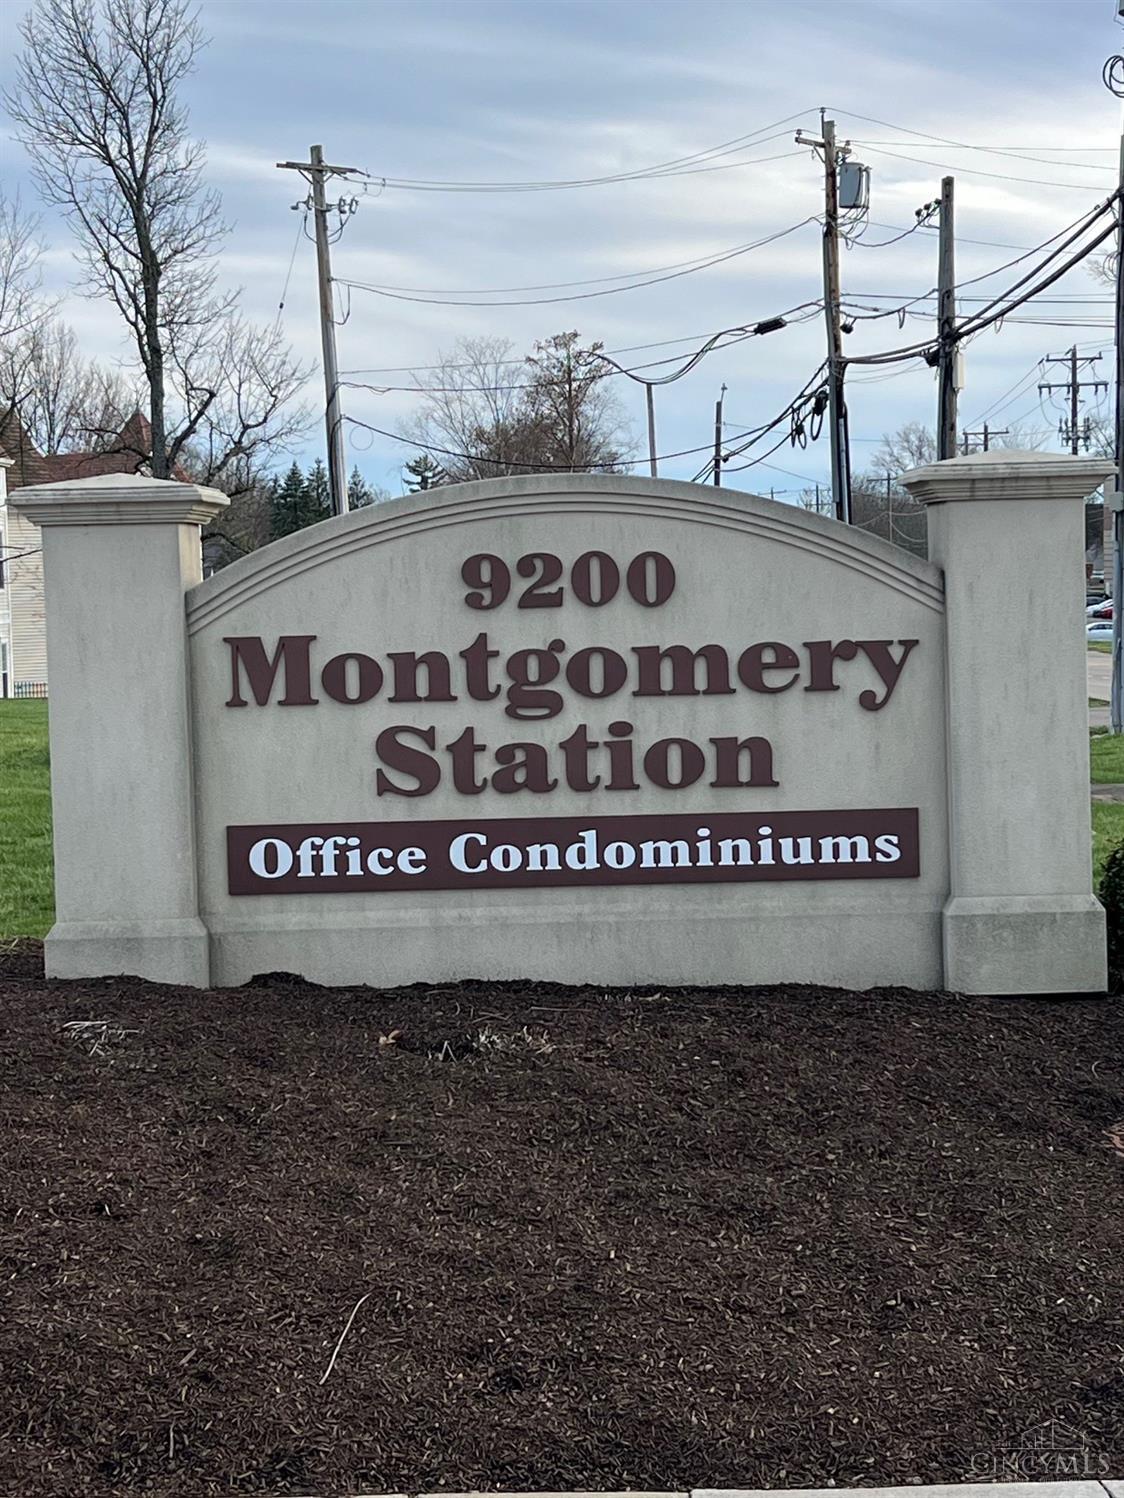 9200
Montgomery
Station
Office Condominiums
CINCYMLS